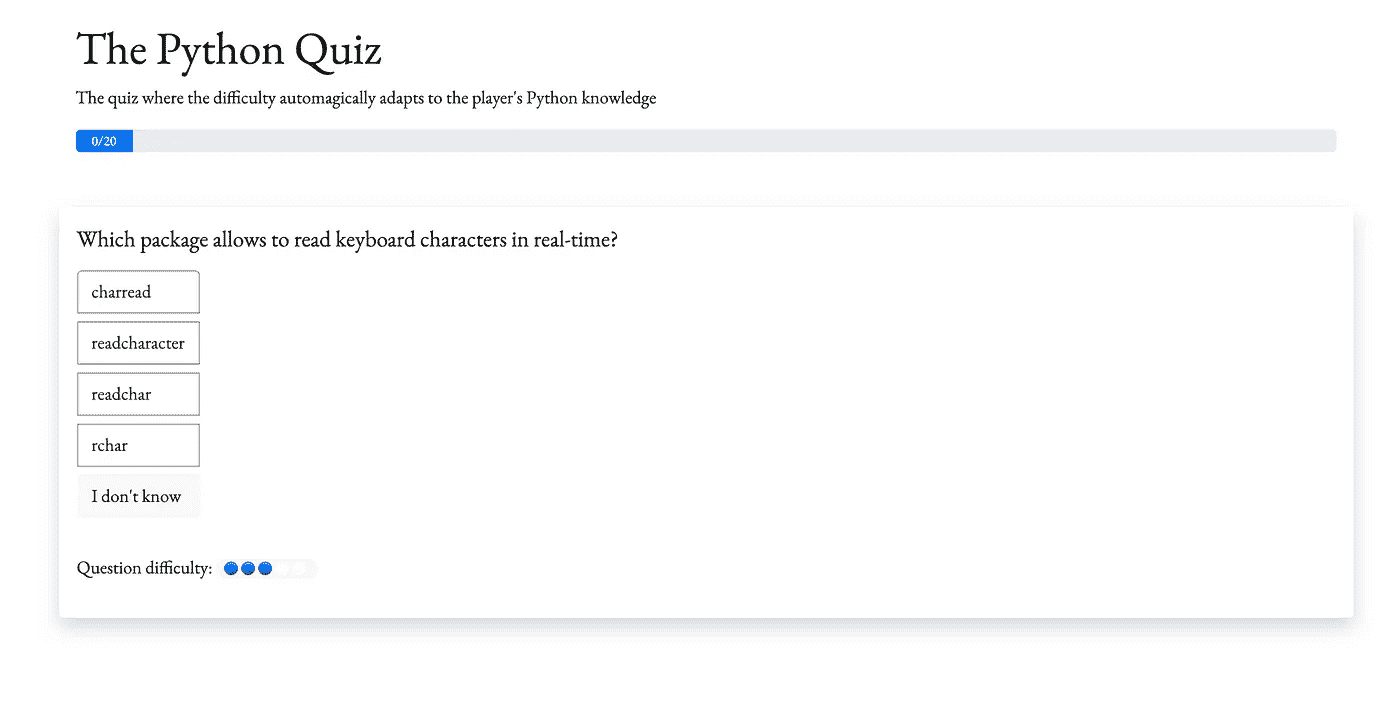 The Python Quiz
The quiz where the difficulty automagically adapts to the player's Python knowledge
0/20
Which package allows to read keyboard characters in real-time?
charread
readcharacter
readchar
rchar
I don't know
Question difficulty: